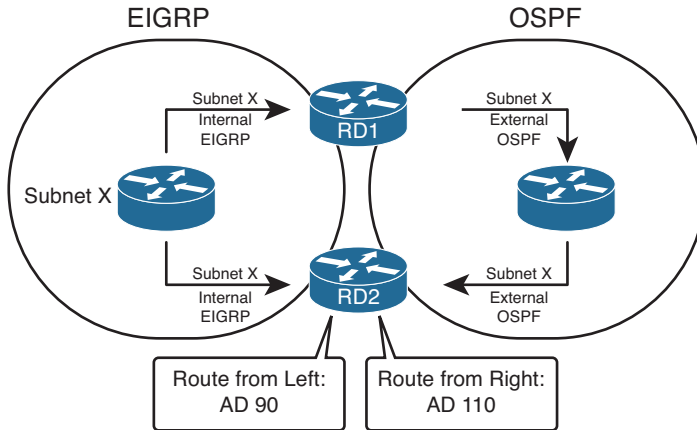 EIGRP
OSPF
Subnet X
Internal
EIGRP
RD1
Subnet X
External
OSPF
Subnet X
Subnet X
Internal
EIGRP
RD2
Subnet X
External
OSPF
Route from Left:
AD 90
Route from Right:
AD 110